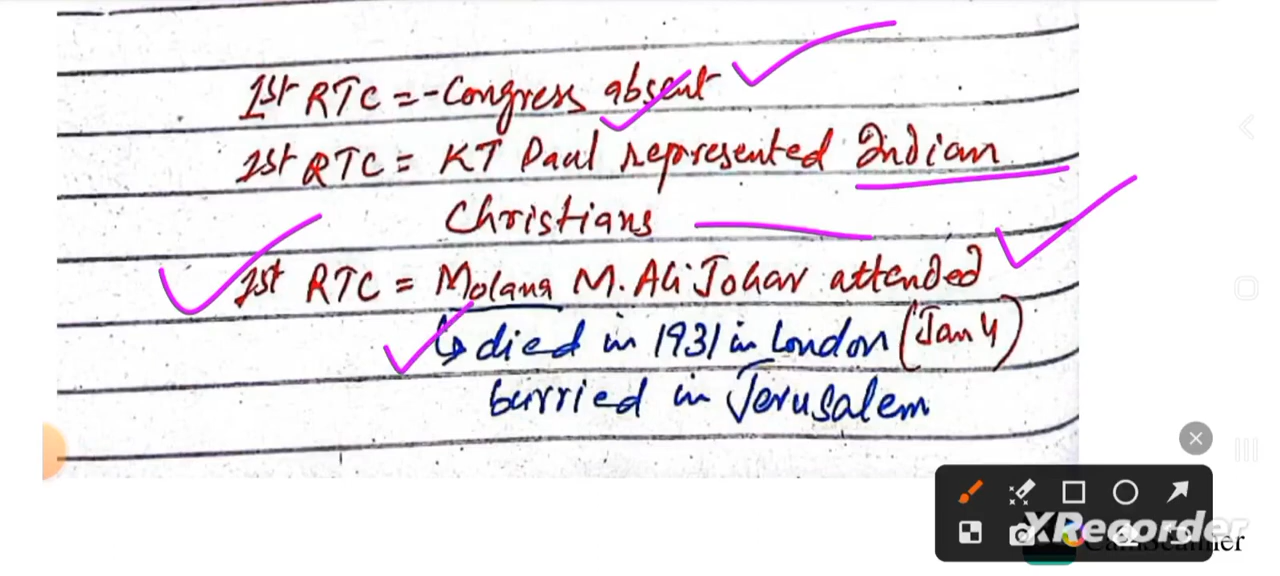 1st RTC = - Congress absent
1st RTC = KT Paul represented Indian
Christians
1st RTC = Molana M. Ali Johar attended
↳ died in 1931 in London (Jan 4)
burried in Jerusalem
XRecorder